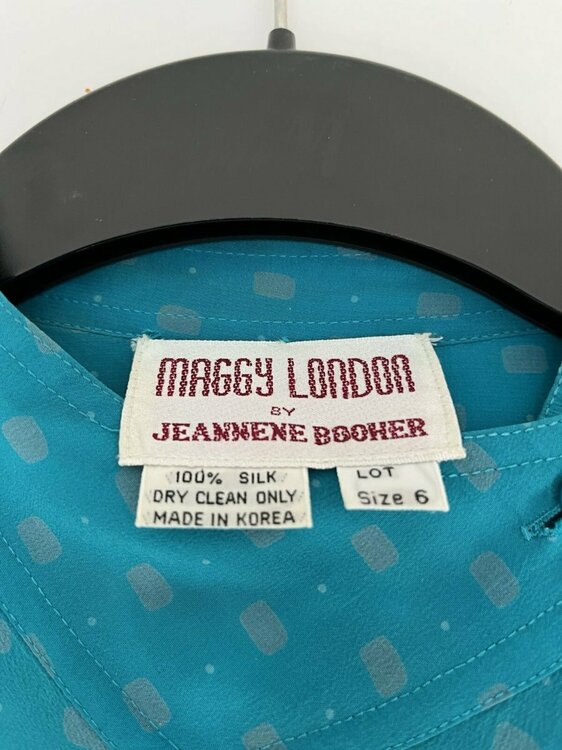 MAGGY LONDON
BY
JEANNENE BOOHER
100% SILK
DRY CLEAN ONLY
MADE IN KOREA
LOT
Size 6